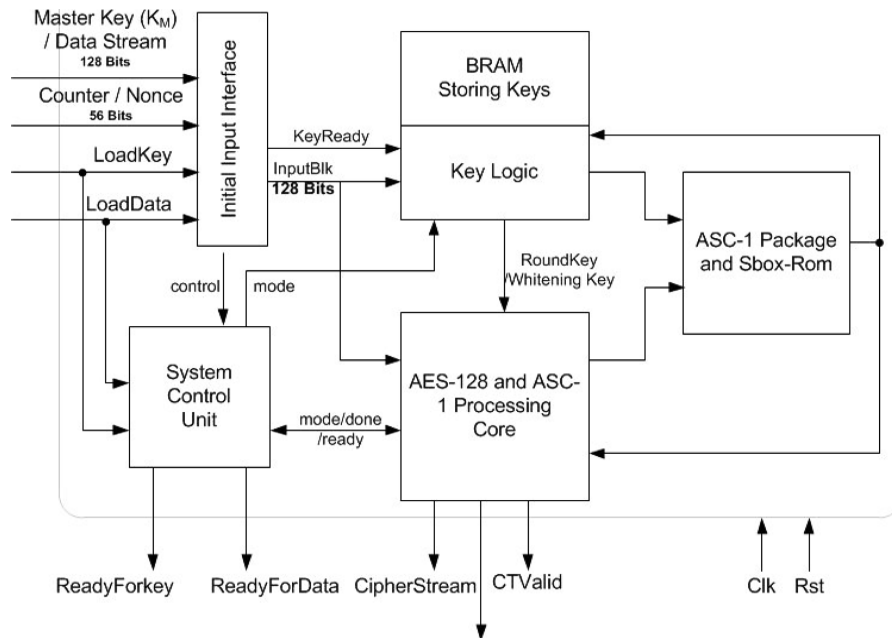 Master Key (KM)
/ Data Stream
128 Bits
Counter / Nonce
56 Bits
LoadKey
LoadData
Initial Input Interface
KeyReady
InputBlk
128 Bits
BRAM
Storing Keys
Key Logic
ASC-1 Package
and Sbox-Rom
RoundKey
/Whitening Key
control
mode
System
Control
Unit
mode/done
/ready
AES-128 and ASC-
1 Processing
Core
ReadyForkey
ReadyForData
CipherStream
CTValid
Clk
Rst